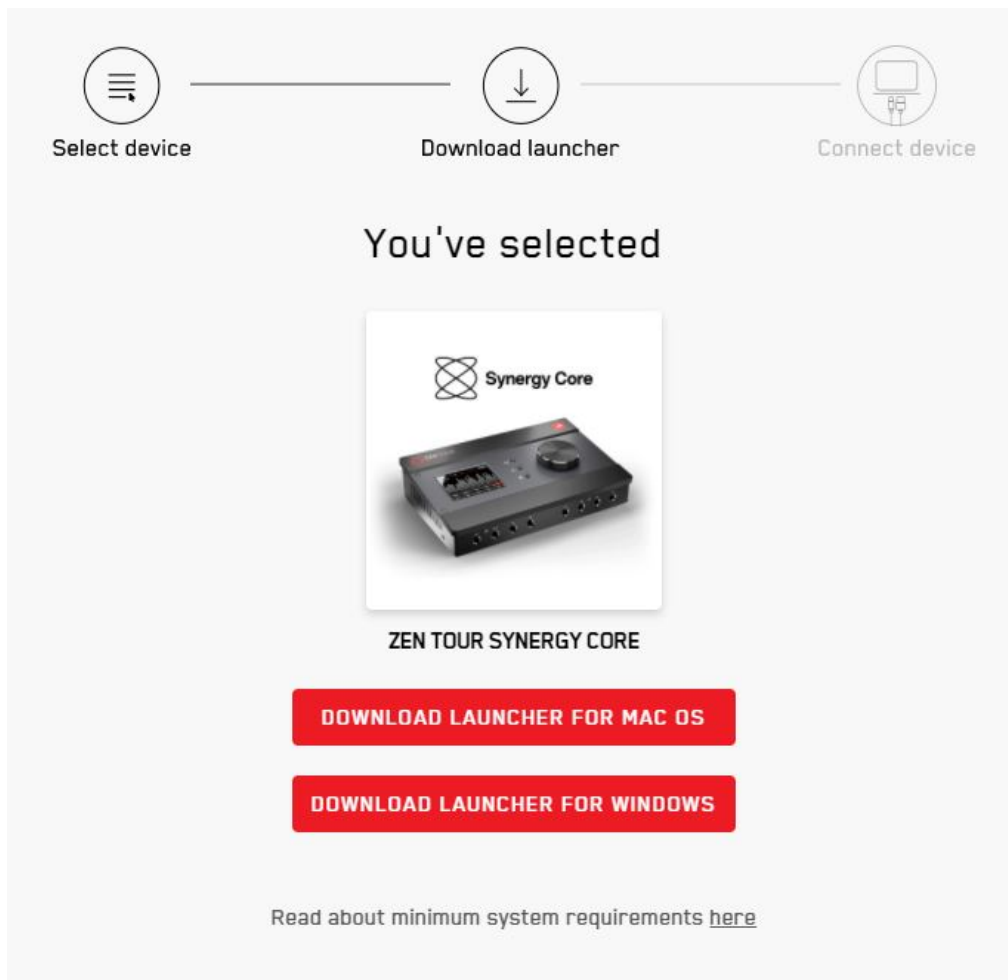 Select device
Download launcher
Connect device
You've selected
Synergy Core
ZEN TOUR SYNERGY CORE
DOWNLOAD LAUNCHER FOR MAC OS
DOWNLOAD LAUNCHER FOR WINDOWS
Read about minimum system requirements here